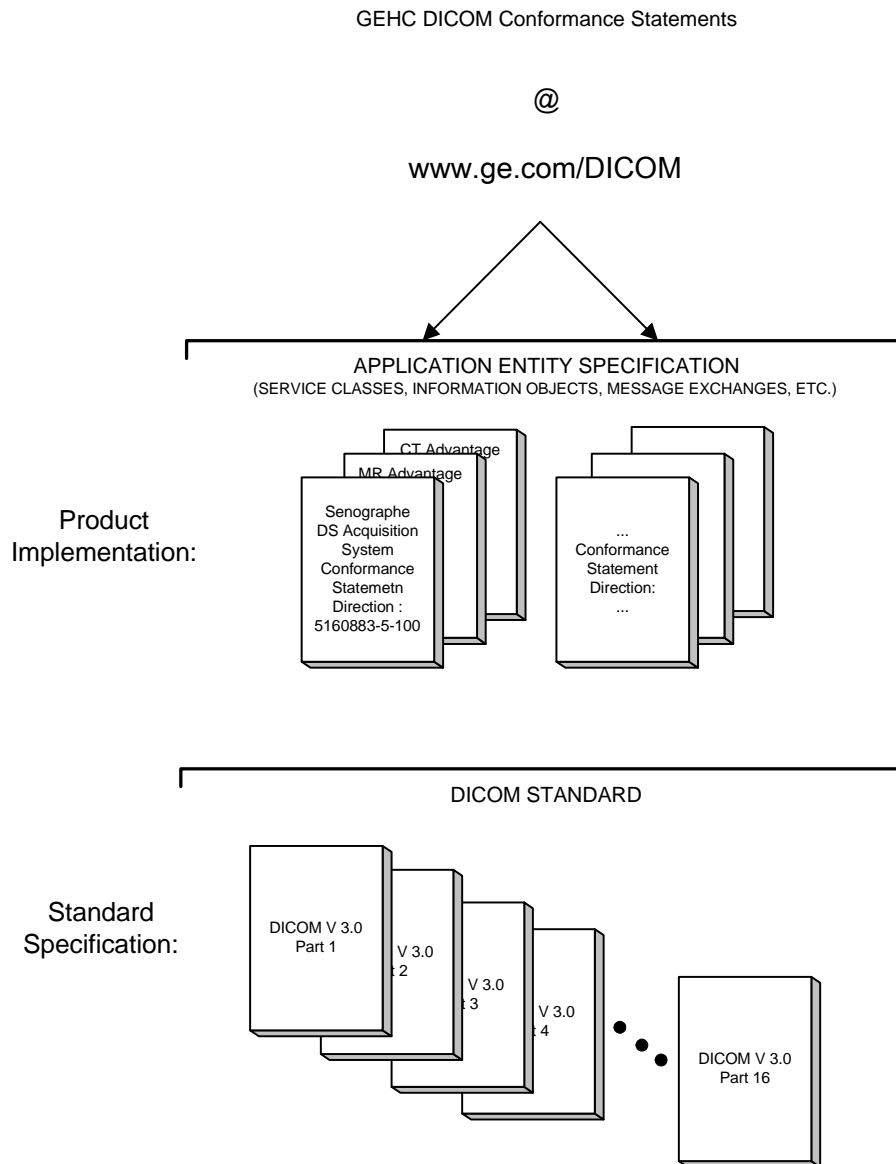 GEHC DICOM Conformance Statements
@
www.ge.com/DICOM
APPLICATION ENTITY SPECIFICATION
(SERVICE CLASSES, INFORMATION OBJECTS, MESSAGE EXCHANGES, ETC.)
Product
Implementation:
CT Advantage
MR Advantage
Senographe
DS Acquisition
System
Conformance
Statemetn
Direction :
5160883-5-100
...
Conformance
Statement
Direction:
...
DICOM STANDARD
Standard
Specification:
DICOM V 3.0
Part 1
V 3.0
t 2
V 3.0
t 3
V 3.0
t 4
DICOM V 3.0
Part 16